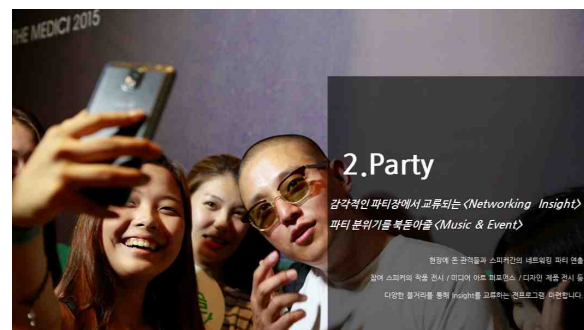 THE MEDICI 2015
2.Party
감각적인 파티장에서 교류되는 <Networking Insight>
파티 분위기를 북돋아줄 <Music & Event>
현장에 온 관객들과 스피커간의 네트워킹 파티 연출
참여 스피커의 작품 전시 / 미디어 아트 퍼포먼스 / 디자인 제품 전시 등
다양한 볼거리를 통해 Insight를 교류하는 전프로그램 마련합니다.